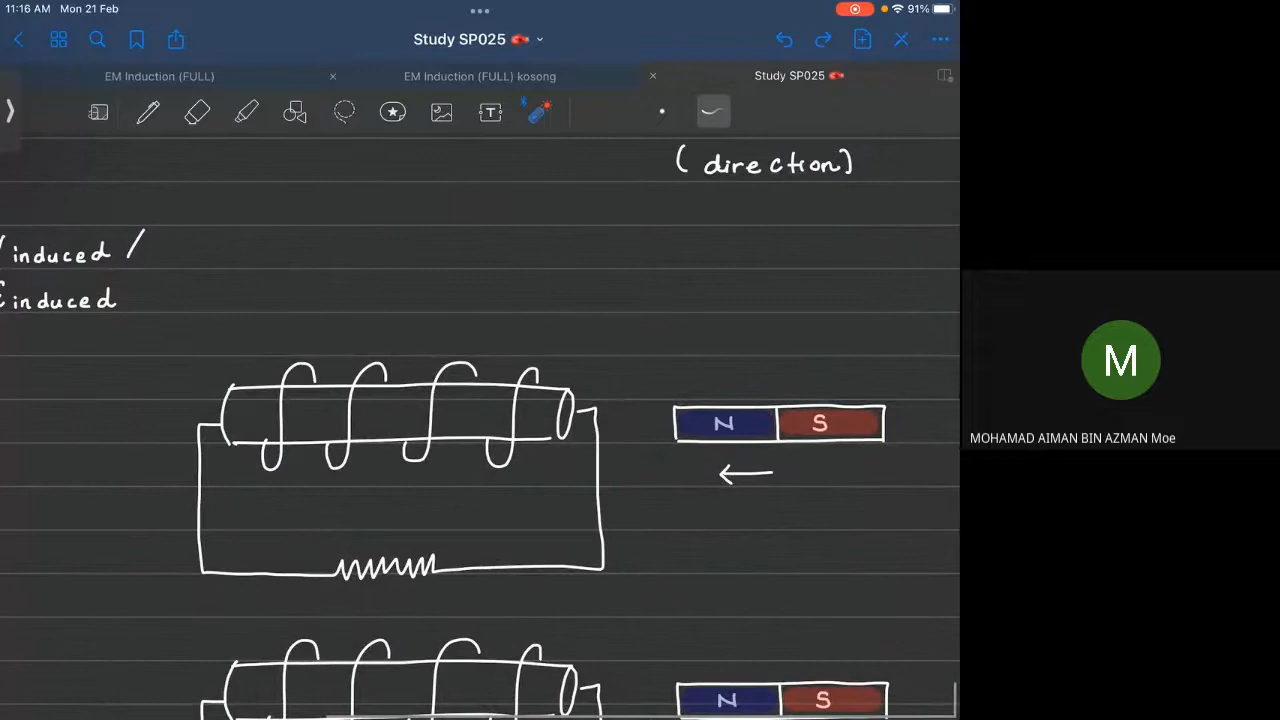 11:16 AM Mon 21 Feb
91%
Study SP025
EM Induction (FULL)
EM Induction (FULL) kosong
Study SP025
T
(direction)
induced /
induced
N S
N S
M
MOHAMAD AIMAN BIN AZMAN Moe